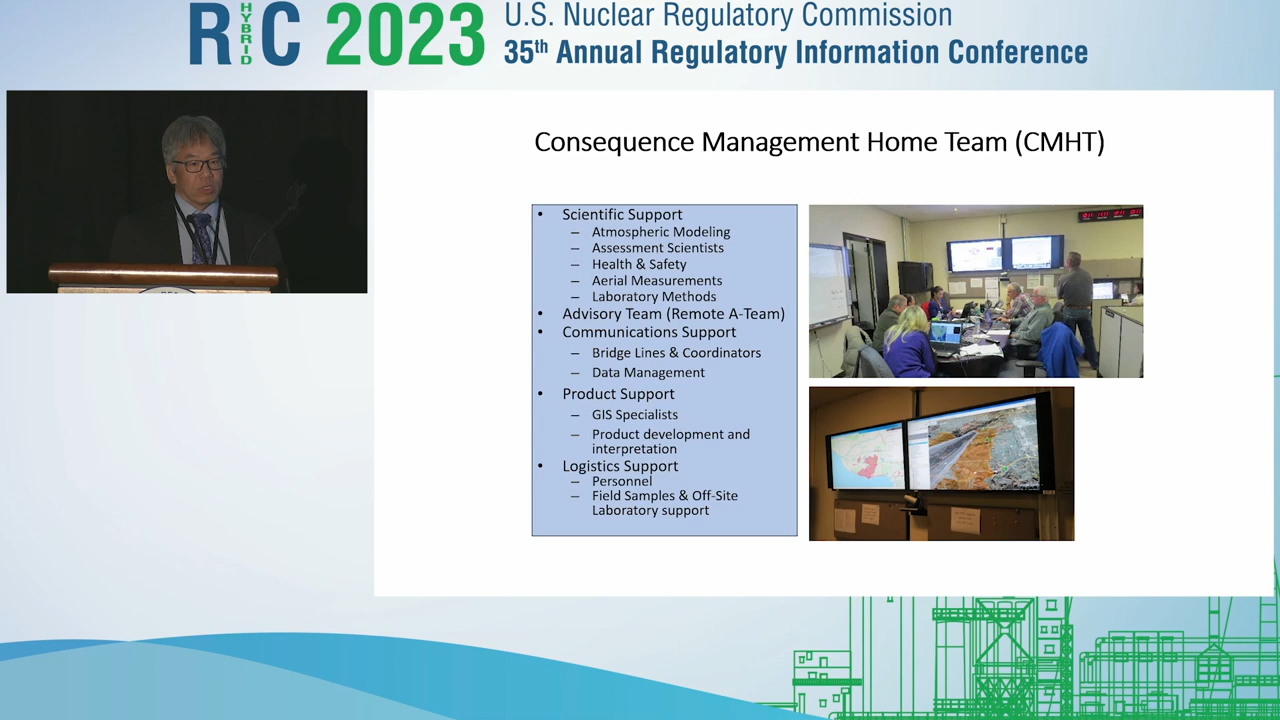 RIC 2023
HYBRID
U.S. Nuclear Regulatory Commission
35th Annual Regulatory Information Conference
Consequence Management Home Team (CMHT)
• Scientific Support
– Atmospheric Modeling
– Assessment Scientists
– Health & Safety
– Aerial Measurements
– Laboratory Methods
• Advisory Team (Remote A-Team)
• Communications Support
– Bridge Lines & Coordinators
– Data Management
• Product Support
– GIS Specialists
– Product development and
interpretation
• Logistics Support
– Personnel
– Field Samples & Off-Site
Laboratory support